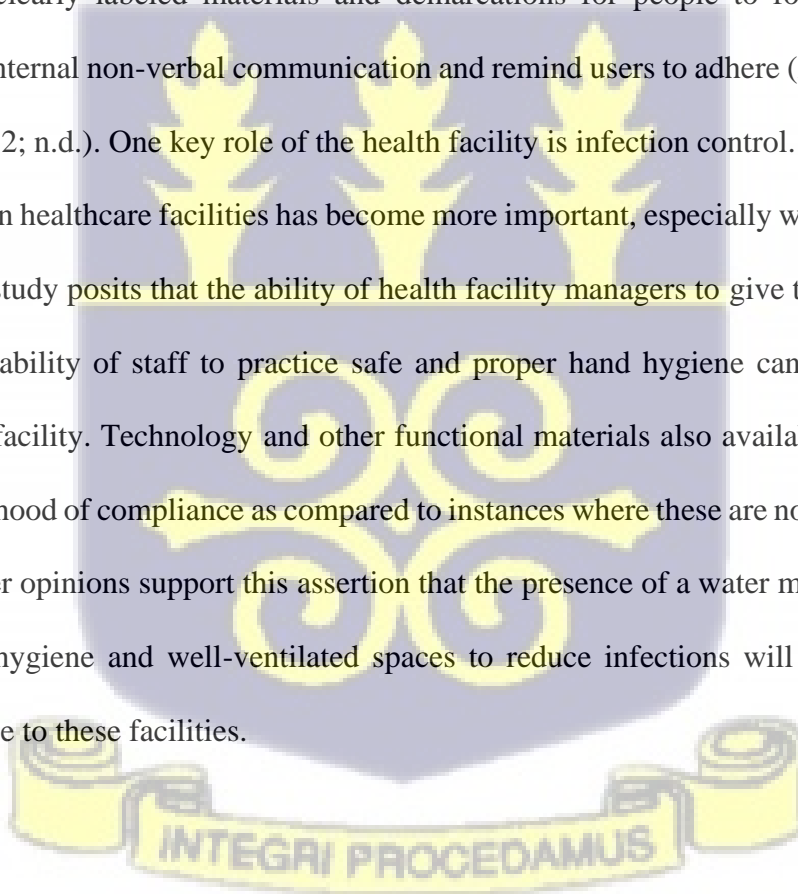 clearly labeled materials and demarcations for people to fo
nternal non-verbal communication and remind users to adhere (
2; n.d.). One key role of the health facility is infection control.
n healthcare facilities has become more important, especially w
study posits that the ability of health facility managers to give t
ability of staff to practice safe and proper hand hygiene can
facility. Technology and other functional materials also availa
hood of compliance as compared to instances where these are no
er opinions support this assertion that the presence of a water m
hygiene and well-ventilated spaces to reduce infections will
e to these facilities.
INTEGRI PROCEDAMUS